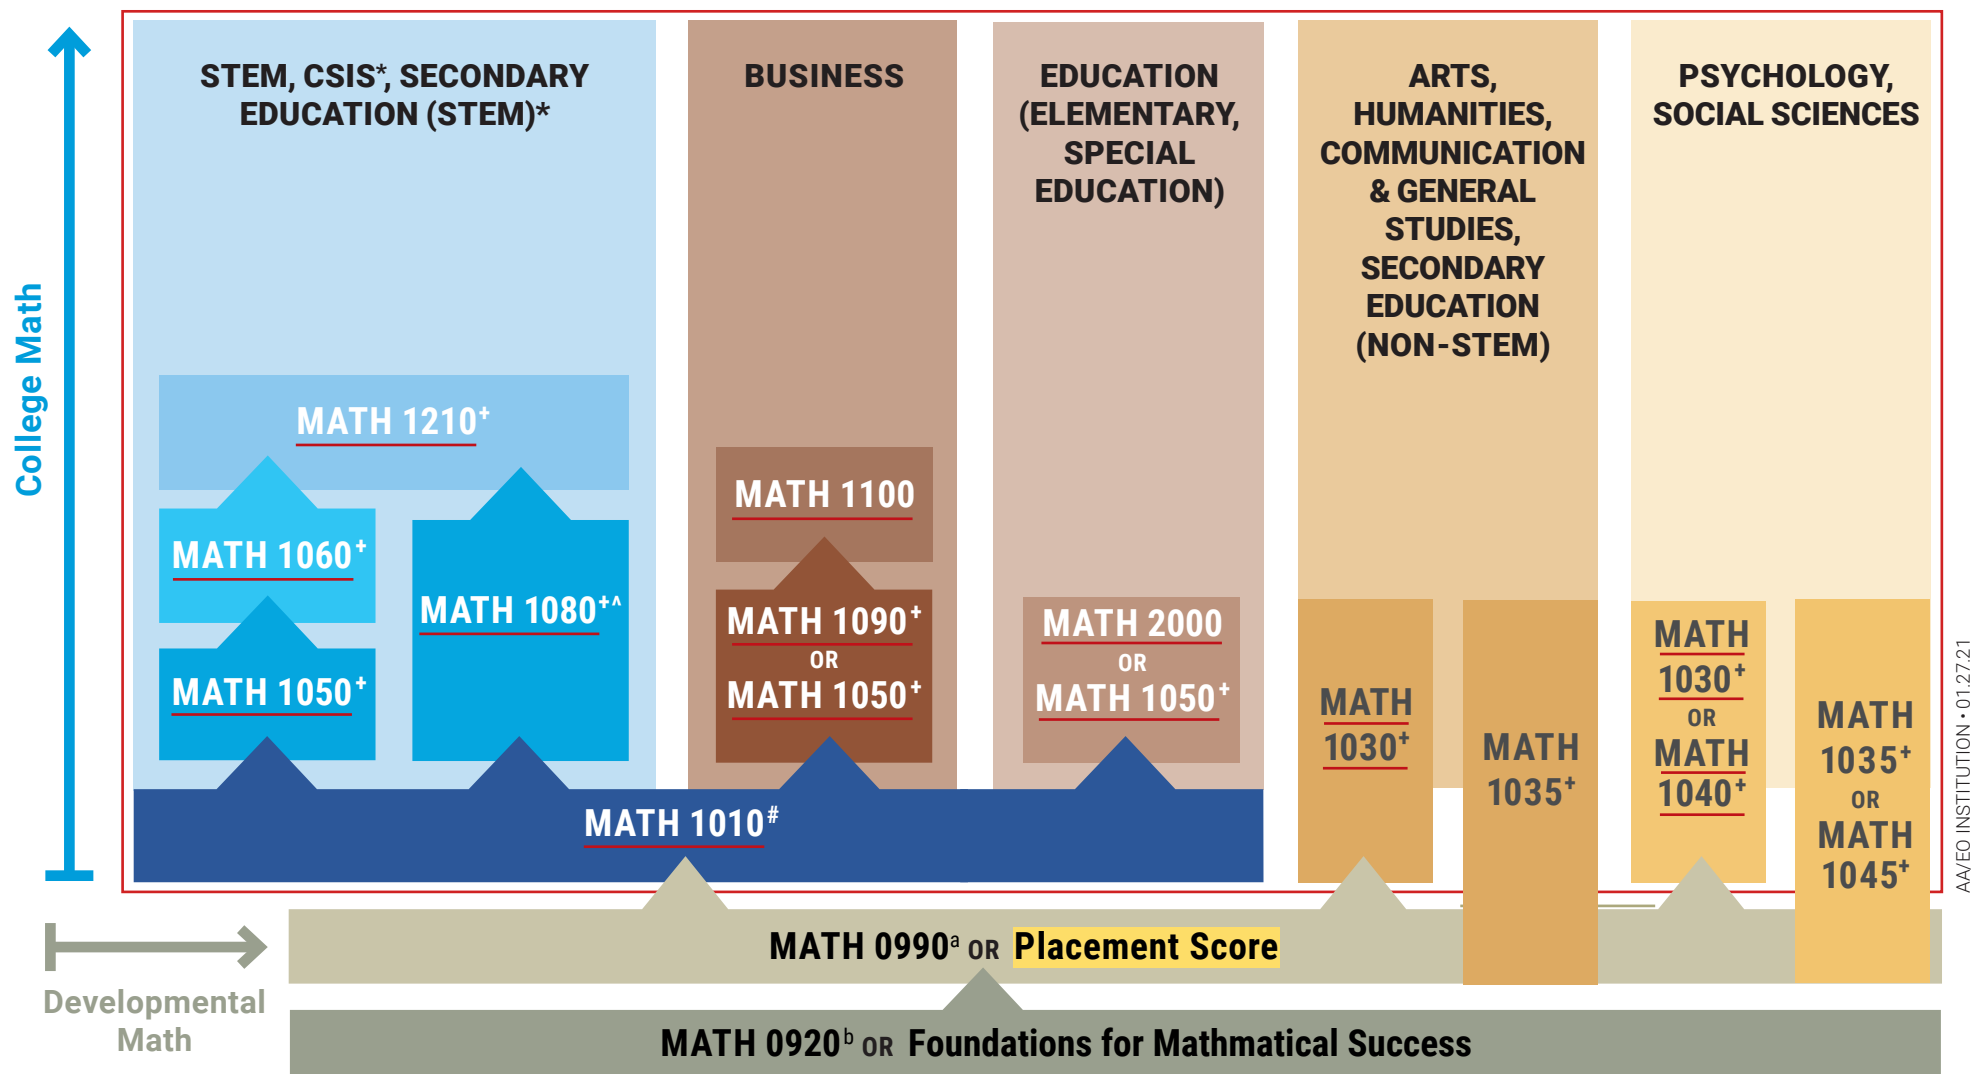 College Math
STEM, CSIS*, SECONDARY
EDUCATION (STEM)*
MATH 1210+
MATH 1060+
MATH 1050+
MATH 1080+^
BUSINESS
MATH 1100
MATH 1090+
OR
MATH 1050+
EDUCATION
(ELEMENTARY,
SPECIAL
EDUCATION)
MATH 2000
OR
MATH 1050+
MATH 1010#
ARTS,
HUMANITIES,
COMMUNICATION
& GENERAL
STUDIES,
SECONDARY
EDUCATION
(NON-STEM)
MATH
1030+
MATH
1035+
PSYCHOLOGY,
SOCIAL SCIENCES
MATH
1030+
OR
MATH
1040+
MATH
1035+
OR
MATH
1045+
Developmental
Math
MATH 0990a OR Placement Score
MATH 0920b OR Foundations for Mathmatical Success
AA/EO INSTITUTION • 01.27.21